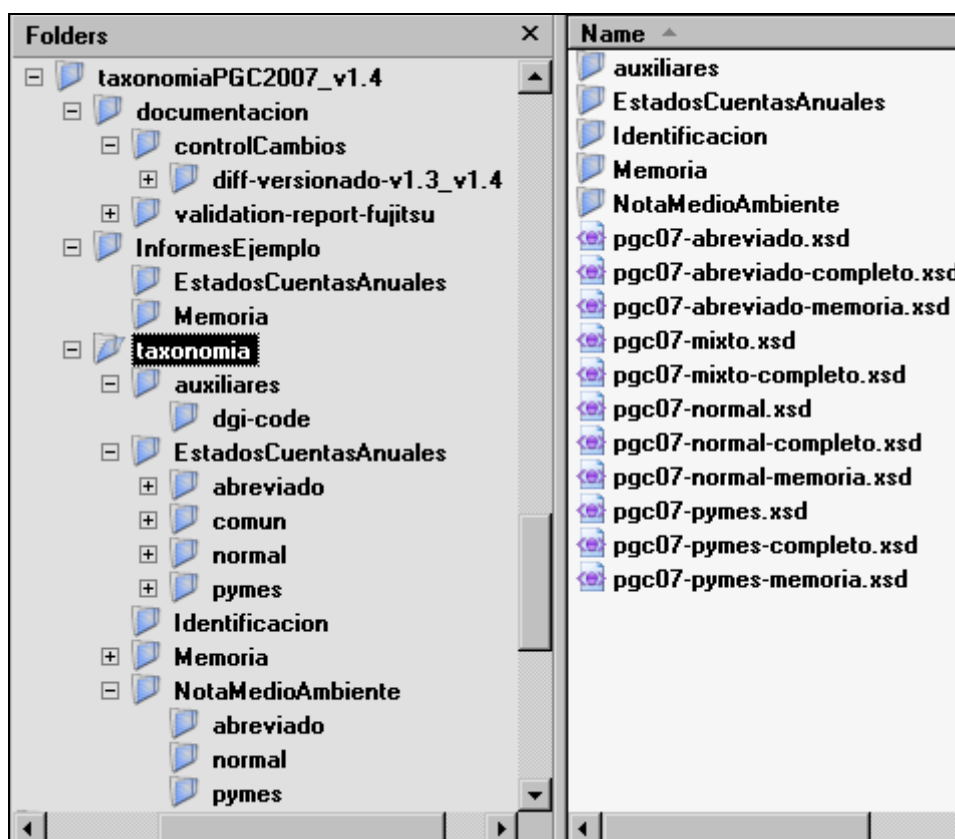 Folders
taxonomiaPGC2007_v1.4
documentacion
controlCambios
diff-versionado-v1.3_v1.4
validation-report-fujitsu
InformesEjemplo
EstadosCuentasAnuales
Memoria
taxonomia
auxiliares
dgi-code
EstadosCuentasAnuales
abreviado
comun
normal
pymes
Identificacion
Memoria
NotaMedioAmbiente
abreviado
normal
pymes
Name
auxiliares
EstadosCuentasAnuales
Identificacion
Memoria
NotaMedioAmbiente
pgc07-abreviado.xsd
pgc07-abreviado-completo.xsd
pgc07-abreviado-memoria.xsd
pgc07-mixto.xsd
pgc07-mixto-completo.xsd
pgc07-normal.xsd
pgc07-normal-completo.xsd
pgc07-normal-memoria.xsd
pgc07-pymes.xsd
pgc07-pymes-completo.xsd
pgc07-pymes-memoria.xsd